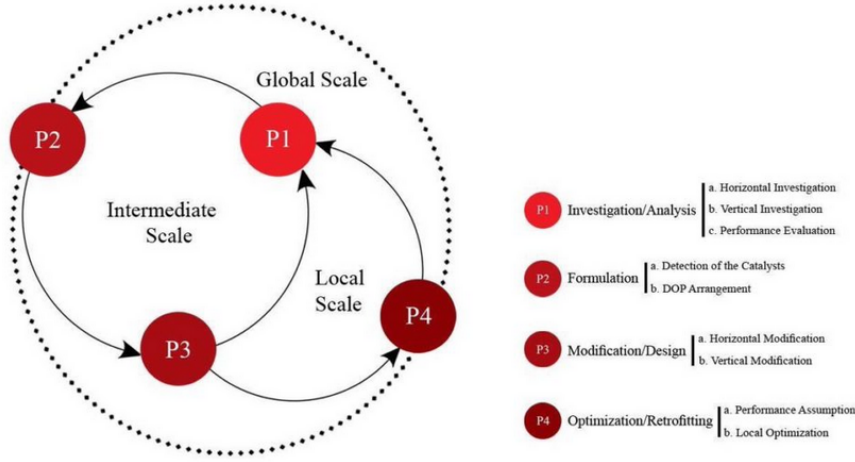 Global Scale
P1
P2
Intermediate
Scale
Local
Scale
P3
P4
P1 Investigation/Analysis
a. Horizontal Investigation
b. Vertical Investigation
c. Performance Evaluation
P2 Formulation
a. Detection of the Catalysts
b. DOP Arrangement
P3 Modification/Design
a. Horizontal Modification
b. Vertical Modification
P4 Optimization/Retrofitting
a. Performance Assumption
b. Local Optimization